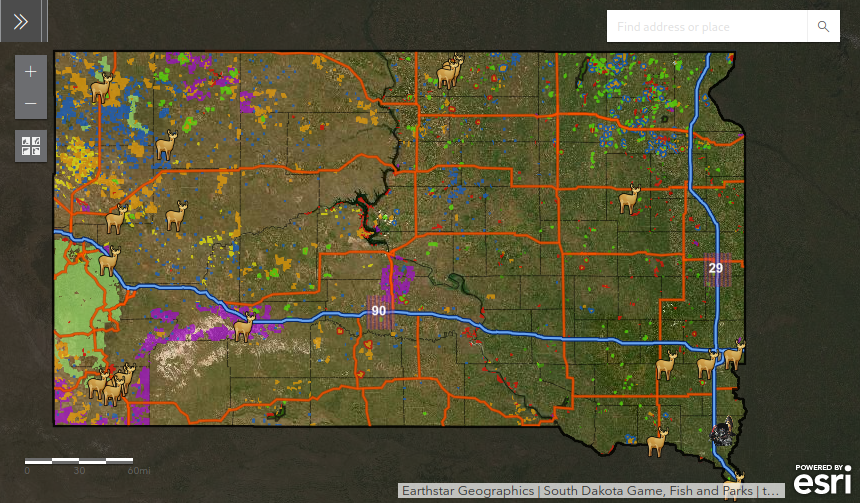 Find address or place
+
−
29
90
0 30 60mi
Earthstar Geographics | South Dakota Game, Fish and Parks | t...
POWERED BY
esri